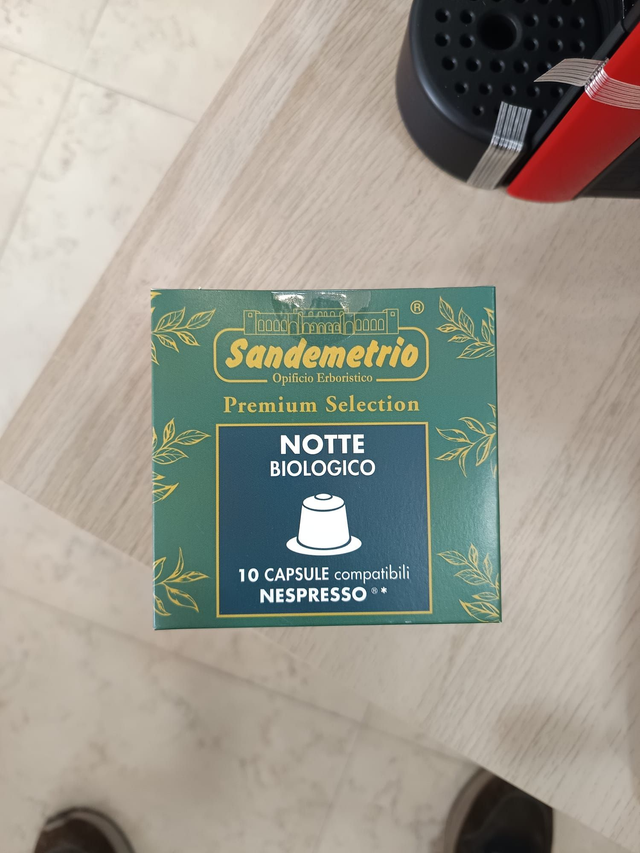 ®
Sandemetrio
Opificio Erboristico
Premium Selection
NOTTE
BIOLOGICO
10 CAPSULE compatibili
NESPRESSO ® *